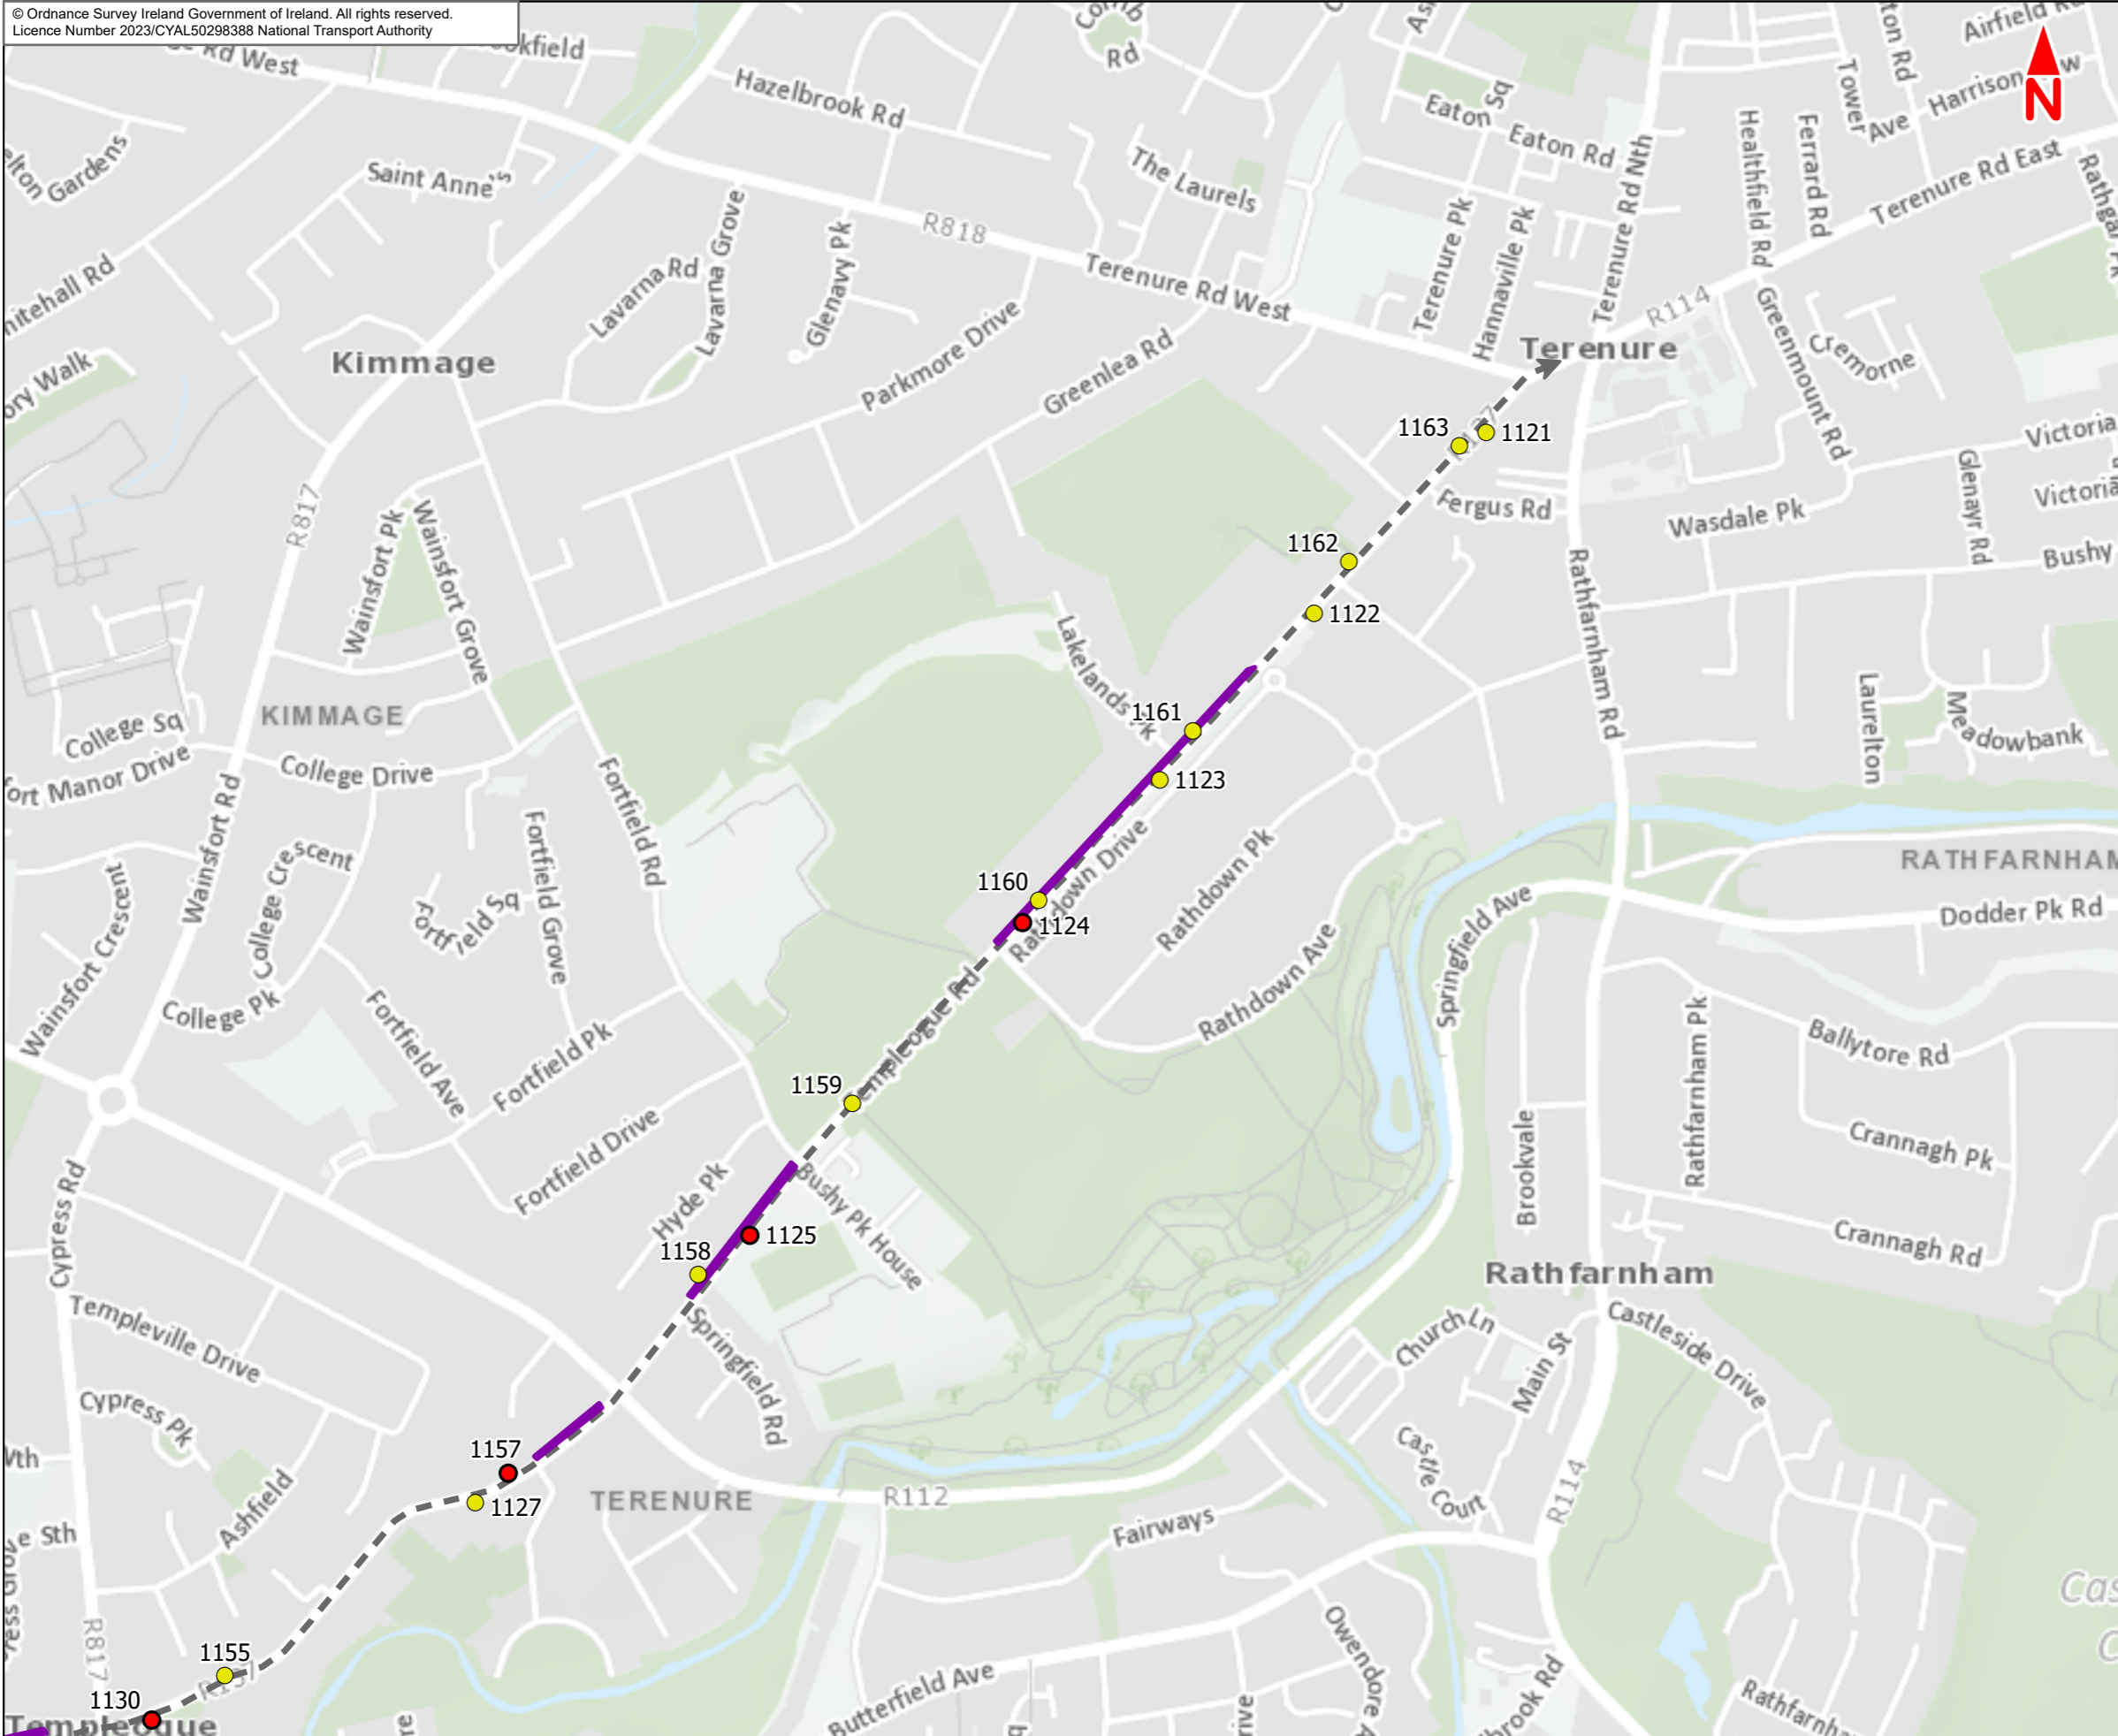 © Ordnance Survey Ireland Government of Ireland. All rights reserved.
Licence Number 2023/CYAL50298388 National Transport Authority
Rd West
Hazelbrook Rd
Rd
Eaton Sq
Eaton Rd
Tower
Ave
Airfield
Harrison
N
Gardens
Saint Anne's
The Laurels
Healthfield Rd
Ferrard Rd
Terenure Rd East
Terenure Rd Nth
Lavarna Rd
Lavarna Grove
Glenavy Pk
R818
Terenure Rd West
Terenure Pk
Hannaville Pk
R114
Kimmage
Parkmore Drive
Greenlea Rd
Terenure
Greenmount Rd
Cremorne
1163
1121
Victoria
Glenayr Rd
Victoria
R817
Wainsfort Pk
Wainsfort Grove
1162
Fergus Rd
Wasdale Pk
Bushy
1122
Rathfarnham Rd
Lakelands Pk
KIMMAGE
College Sq
1161
Laurelton
Meadowbank
College Drive
Manor Drive
1123
Fortfield Rd
Wainsfort Rd
College Crescent
Fortfield Sq
Fortfield Grove
1160
1124
Rathdown Drive
Rathdown Pk
RATHFARNHAM
Dodder Pk Rd
Springfield Ave
Wainsfort Crescent
College Pk
Fortfield Ave
Fortfield Pk
Templeogue Rd
Rathdown Ave
Ballytore Rd
Rathfarnham Pk
1159
Fortfield Drive
Hyde Pk
Bushy Pk House
Brookvale
Crannagh Pk
Crannagh Rd
Cypress Rd
1125
1158
Rathfarnham
Templeville Drive
Springfield Rd
Church Ln
Main St
Castleside Drive
Cypress Pk
1157
1127
TERENURE
R112
Castle Court
R114
Ashfield
Sth
Fairways
R817
1155
R137
1130
Templeogue
Butterfield Ave
Owendore